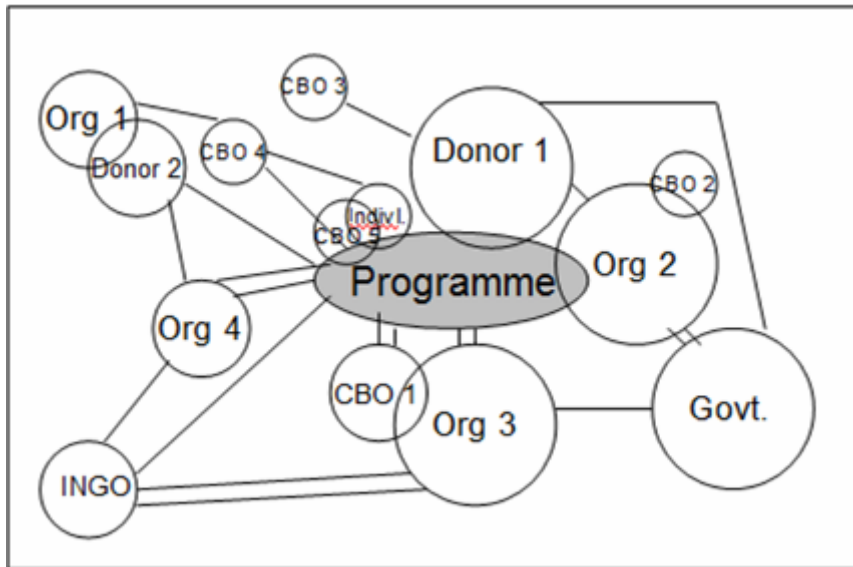 CBO 3
Org 1
Donor 2
CBO 4
Donor 1
CBO 2
Indiv l.
CBO 5
Programme
Org 2
Org 4
CBO 1
Org 3
Govt.
INGO